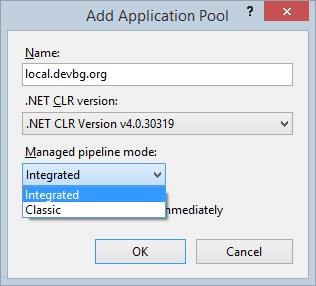 Add Application Pool
?
Name:
local.devbg.org
.NET CLR version:
.NET CLR Version v4.0.30319
Managed pipeline mode:
Integrated
Integrated
Classic
mmediately
OK
Cancel